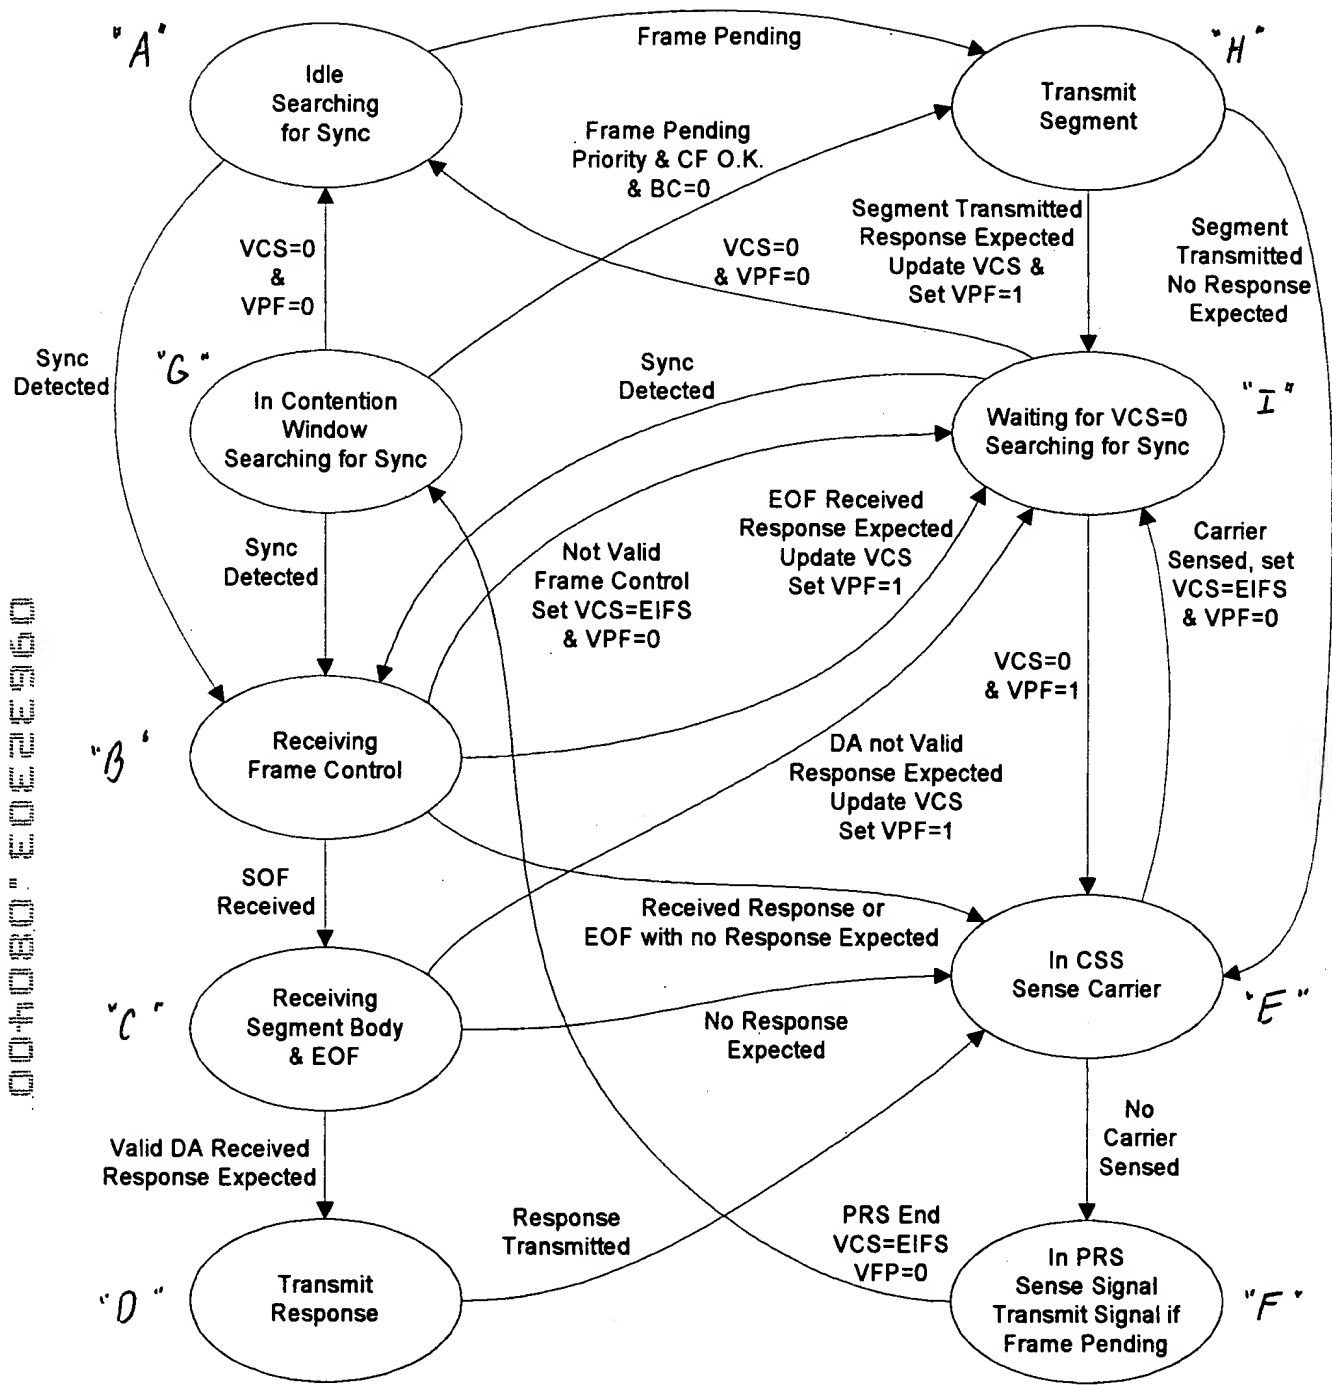 "A"
Idle
Searching
for Sync
Frame Pending
"H"
Transmit
Segment
Frame Pending
Priority & CF O.K.
& BC=0
Segment Transmitted
Response Expected
Update VCS &
Set VPF=1
Segment
Transmitted
No Response
Expected
VCS=0
&
VPF=0
VCS=0
& VPF=0
Sync
Detected
"G"
In Contention
Window
Searching for Sync
Sync
Detected
Waiting for VCS=0
Searching for Sync
"I"
Sync
Detected
Not Valid
Frame Control
Set VCS=EIFS
& VPF=0
EOF Received
Response Expected
Update VCS
Set VPF=1
Carrier
Sensed, set
VCS=EIFS
& VPF=0
VCS=0
& VPF=1
"B"
Receiving
Frame Control
DA not Valid
Response Expected
Update VCS
Set VPF=1
SOF
Received
Received Response or
EOF with no Response Expected
In CSS
Sense Carrier
"E"
"C"
Receiving
Segment Body
& EOF
No Response
Expected
No
Carrier
Sensed
Valid DA Received
Response Expected
Response
Transmitted
PRS End
VCS=EIFS
VFP=0
"D"
Transmit
Response
In PRS
Sense Signal
Transmit Signal if
Frame Pending
"F"
09632303.080400